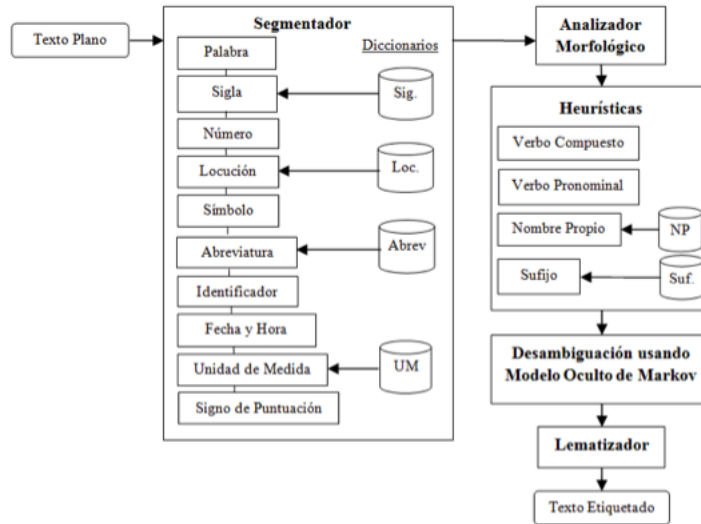 Texto Plano
Segmentador
Diccionarios
Palabra
Sigla
Sig.
Número
Locución
Loc.
Símbolo
Abreviatura
Abrev
Identificador
Fecha y Hora
Unidad de Medida
UM
Signo de Puntuación
Analizador
Morfológico
Heurísticas
Verbo Compuesto
Verbo Pronominal
Nombre Propio
NP
Sufijo
Suf.
Desambiguación usando
Modelo Oculto de Markov
Lematizador
Texto Etiquetado